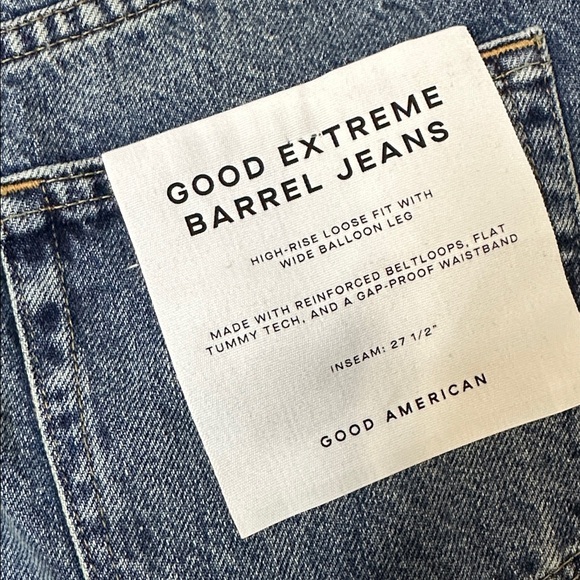 GOOD EXTREME
BARREL JEANS
HIGH-RISE LOOSE FIT WITH
WIDE BALLOON LEG
MADE WITH REINFORCED BELTLOOPS, FLAT
TUMMY TECH, AND A GAP-PROOF WAISTBAND
INSEAM: 27 1/2"
GOOD AMERICAN